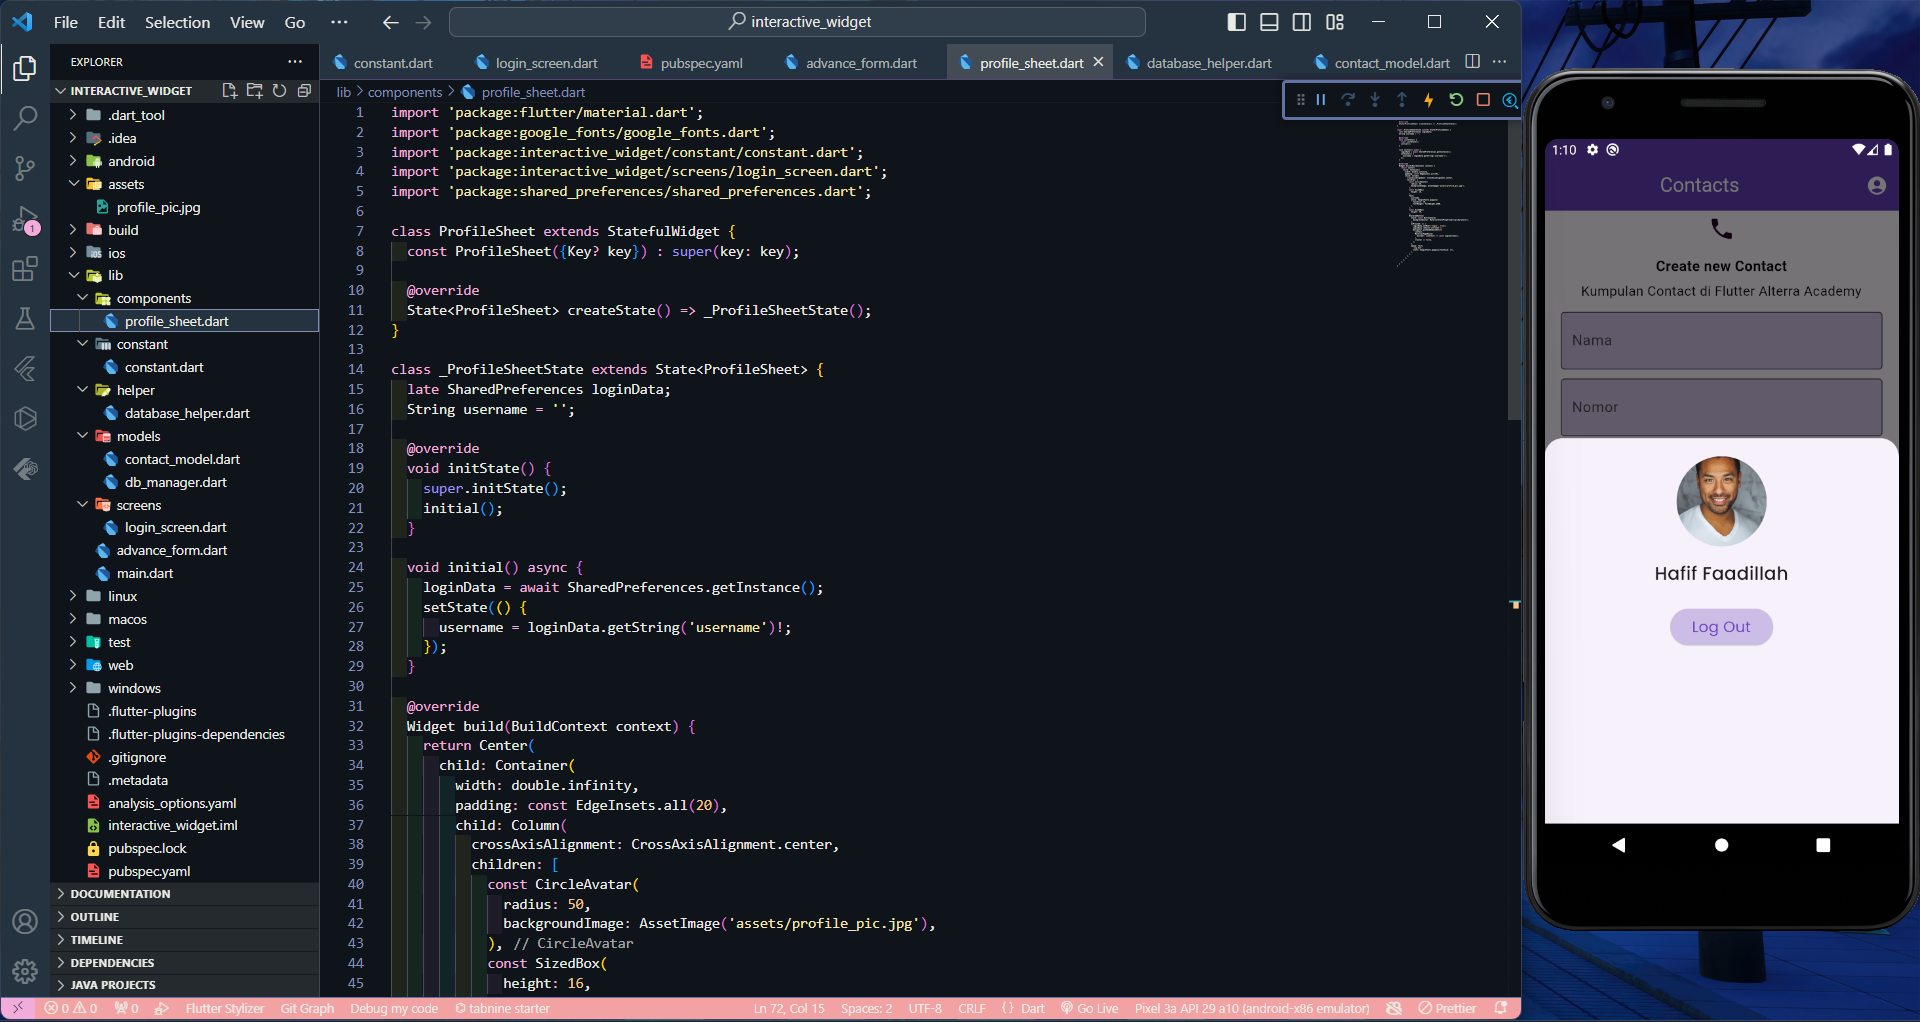 File Edit Selection View Go ··· interactive_widget
EXPLORER ···
constant.dart login_screen.dart pubspec.yaml advance_form.dart profile_sheet.dart database_helper.dart contact_model.dart ···
INTERACTIVE_WIDGET
.dart_tool
.idea
android
assets
profile_pic.jpg
build
ios
lib
components
profile_sheet.dart
constant
constant.dart
helper
database_helper.dart
models
contact_model.dart
db_manager.dart
screens
login_screen.dart
advance_form.dart
main.dart
linux
macos
test
web
windows
.flutter-plugins
.flutter-plugins-dependencies
.gitignore
.metadata
analysis_options.yaml
interactive_widget.iml
pubspec.lock
pubspec.yaml
DOCUMENTATION
OUTLINE
TIMELINE
DEPENDENCIES
JAVA PROJECTS
1
lib > components > profile_sheet.dart
1 import 'package:flutter/material.dart';
2 import 'package:google_fonts/google_fonts.dart';
3 import 'package:interactive_widget/constant/constant.dart';
4 import 'package:interactive_widget/screens/login_screen.dart';
5 import 'package:shared_preferences/shared_preferences.dart';
6
7 class ProfileSheet extends StatefulWidget {
8 const ProfileSheet({Key? key}) : super(key: key);
9
10 @override
11 State<ProfileSheet> createState() => _ProfileSheetState();
12 }
13
14 class _ProfileSheetState extends State<ProfileSheet> {
15 late SharedPreferences loginData;
16 String username = '';
17
18 @override
19 void initState() {
20 super.initState();
21 initial();
22 }
23
24 void initial() async {
25 loginData = await SharedPreferences.getInstance();
26 setState(() {
27 username = loginData.getString('username')!;
28 });
29 }
30
31 @override
32 Widget build(BuildContext context) {
33 return Center(
34 child: Container(
35 width: double.infinity,
36 padding: const EdgeInsets.all(20),
37 child: Column(
38 crossAxisAlignment: CrossAxisAlignment.center,
39 children: [
40 const CircleAvatar(
41 radius: 50,
42 backgroundImage: AssetImage('assets/profile_pic.jpg'),
43 ), // CircleAvatar
44 const SizedBox(
45 height: 16,
0 0 0 Flutter Stylizer Git Graph Debug my code tabnine starter Ln 72, Col 15 Spaces: 2 UTF-8 CRLF { } Dart Go Live Pixel 3a API 29 a10 (android-x86 emulator) Prettier
1:10
Contacts
Create new Contact
Kumpulan Contact di Flutter Alterra Academy
Nama
Nomor
Hafif Faadillah
Log Out